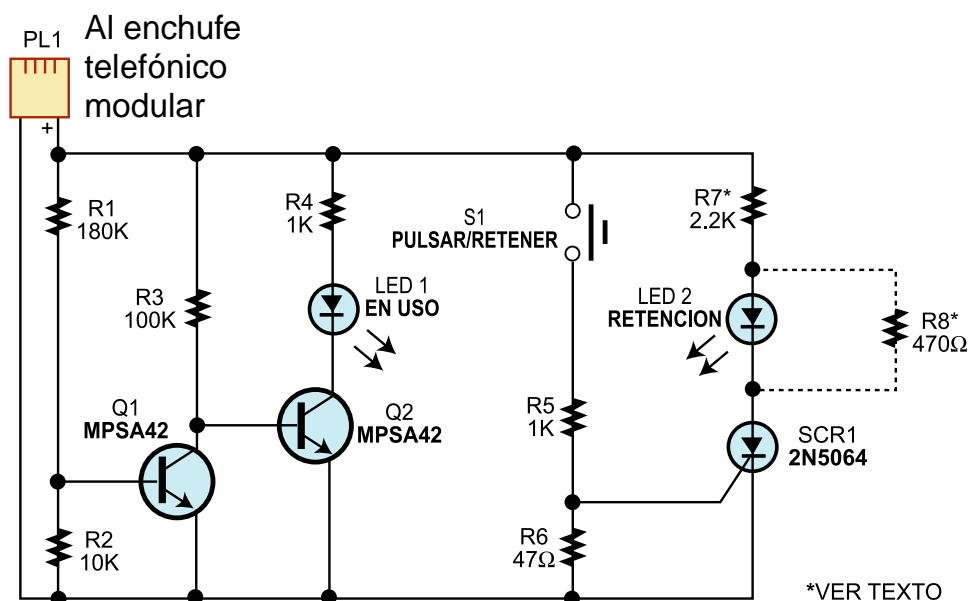 PL1
Al enchufe
telefónico
modular
+
R1
180K
R2
10K
R3
100K
Q1
MPSA42
R4
1K
LED 1
EN USO
Q2
MPSA42
S1
PULSAR/RETENER
R5
1K
R6
47Ω
R7*
2.2K
LED 2
RETENCION
R8*
470Ω
SCR1
2N5064
*VER TEXTO